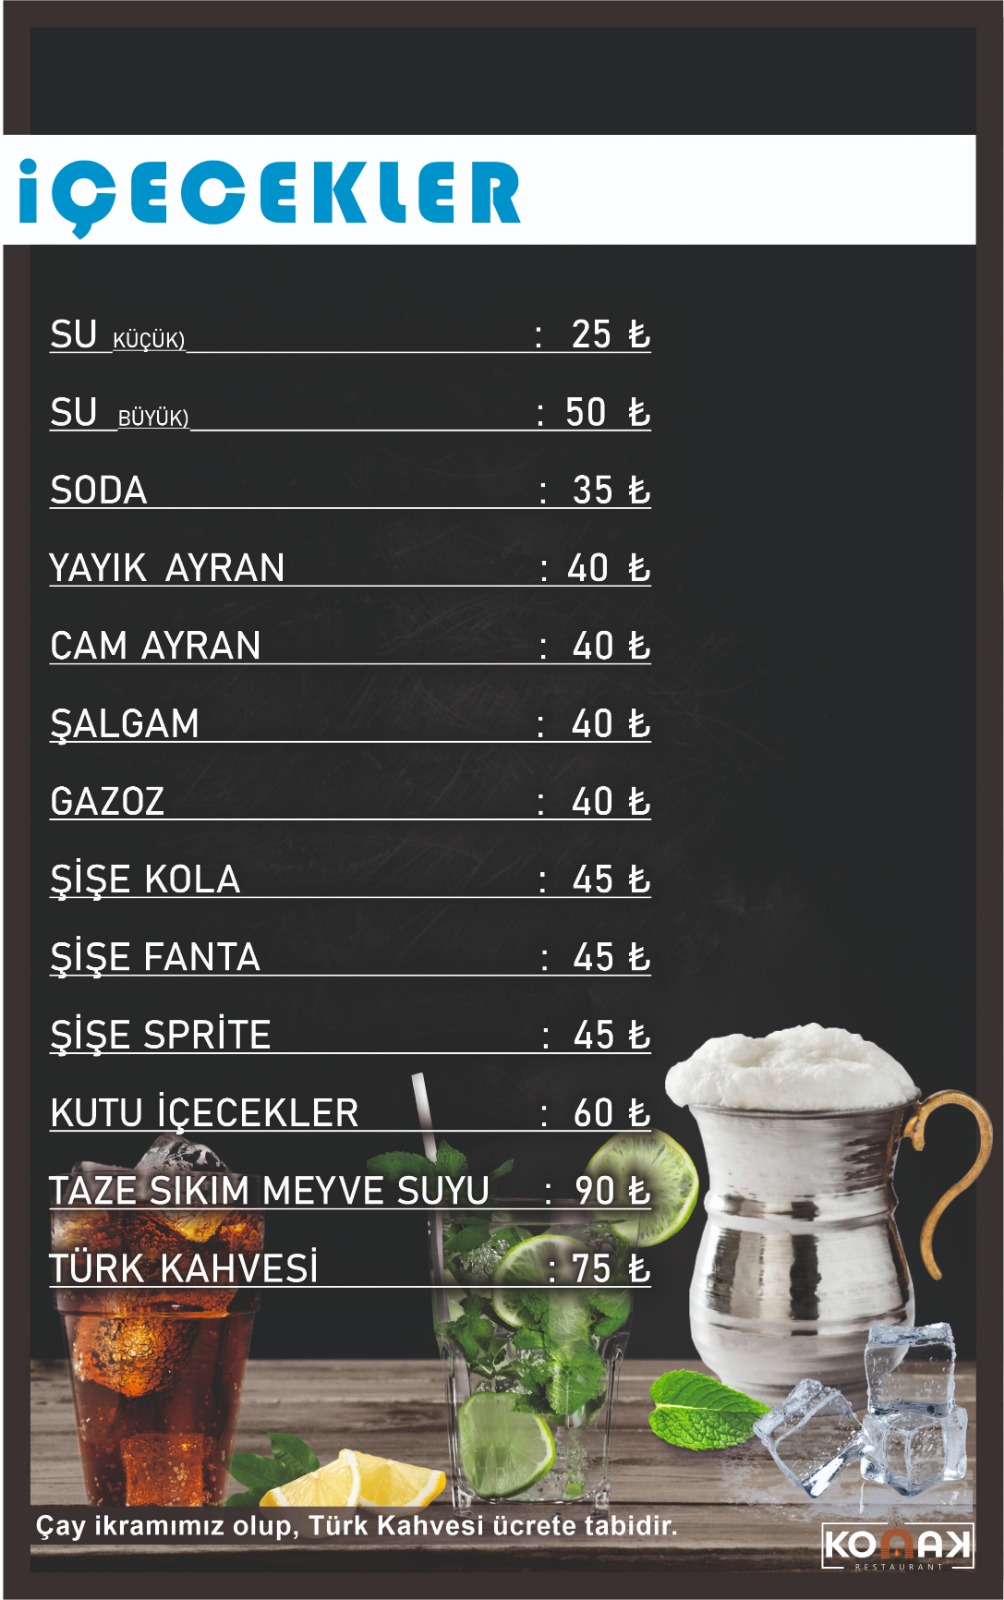 İÇECEKLER
SU KÜÇÜK) : 25 ₺
SU BÜYÜK) : 50 ₺
SODA : 35 ₺
YAYIK AYRAN : 40 ₺
CAM AYRAN : 40 ₺
ŞALGAM : 40 ₺
GAZOZ : 40 ₺
ŞİŞE KOLA : 45 ₺
ŞİŞE FANTA : 45 ₺
ŞİŞE SPRİTE : 45 ₺
KUTU İÇECEKLER : 60 ₺
TAZE SIKIM MEYVE SUYU : 90 ₺
TÜRK KAHVESİ : 75 ₺
Çay ikramımız olup, Türk Kahvesi ücrete tabidir.
KONAK
RESTAURANT